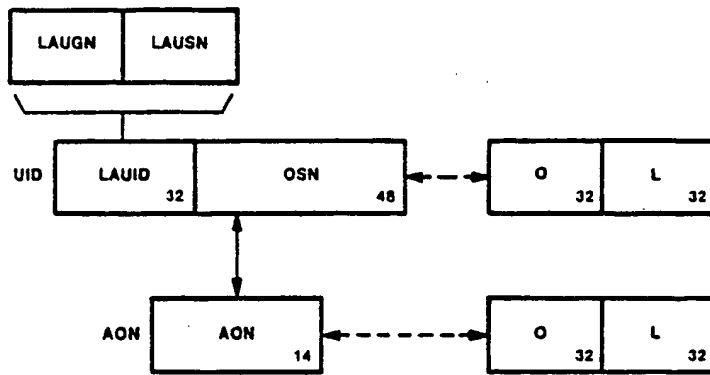 LAUGN LAUSN
UID LAUID 32 OSN 48 O 32 L 32
AON AON 14 O 32 L 32